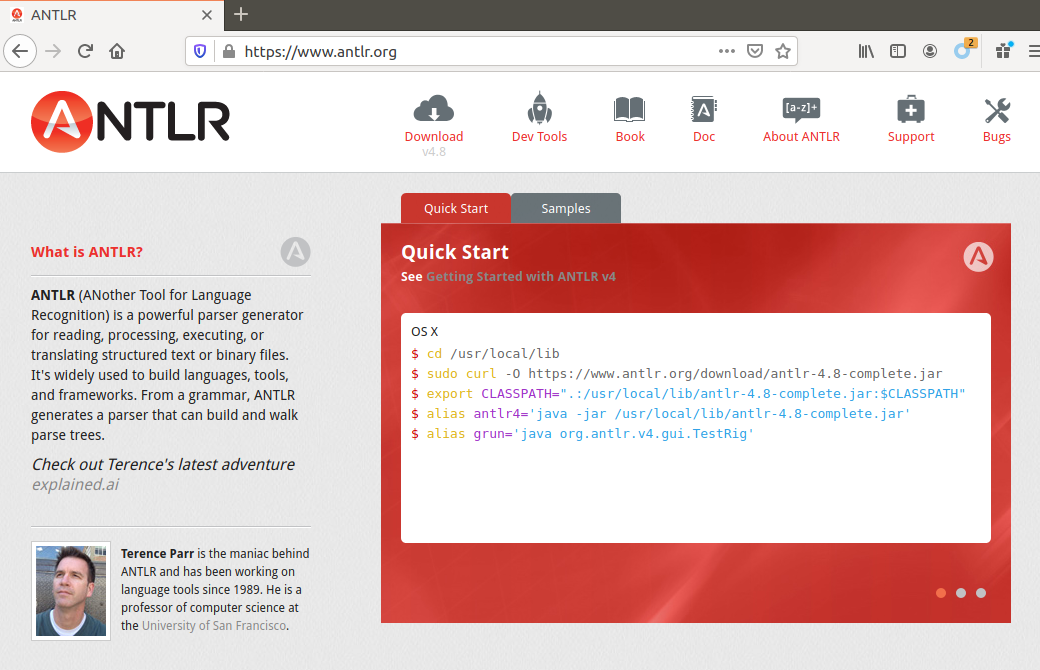 ANTLR
https://www.antlr.org
2
ANTLR
Download
v4.8
Dev Tools
Book
Doc
[a-z]+
About ANTLR
Support
Bugs
Quick Start
Samples
What is ANTLR?
ANTLR (ANother Tool for Language
Recognition) is a powerful parser generator
for reading, processing, executing, or
translating structured text or binary files.
It's widely used to build languages, tools,
and frameworks. From a grammar, ANTLR
generates a parser that can build and walk
parse trees.
Check out Terence's latest adventure
explained.ai
Terence Parr is the maniac behind
ANTLR and has been working on
language tools since 1989. He is a
professor of computer science at
the University of San Francisco.
Quick Start
See Getting Started with ANTLR v4
OS X
$ cd /usr/local/lib
$ sudo curl -O https://www.antlr.org/download/antlr-4.8-complete.jar
$ export CLASSPATH=".:/usr/local/lib/antlr-4.8-complete.jar:$CLASSPATH"
$ alias antlr4='java -jar /usr/local/lib/antlr-4.8-complete.jar'
$ alias grun='java org.antlr.v4.gui.TestRig'